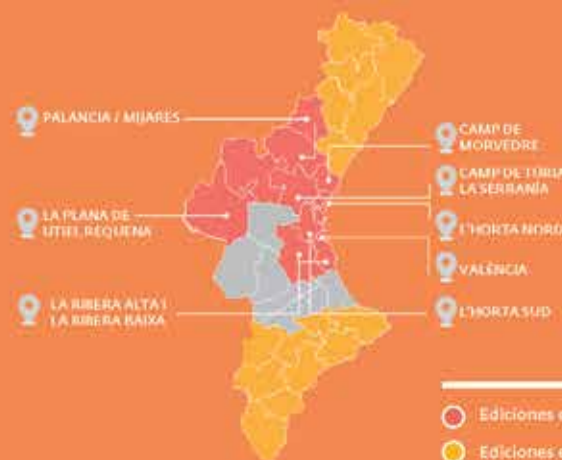 PALANCIA / MIJARES
LA PLANA DE
UTIEL REQUENA
LA RIBERA ALTA I
LA RIBERA BAIXA
CAMP DE
MORVEDRE
CAMP DE TÚRIA
LA SERRANÍA
L'HORTA NORD
VALÈNCIA
L'HORTA SUD
Ediciones
Ediciones